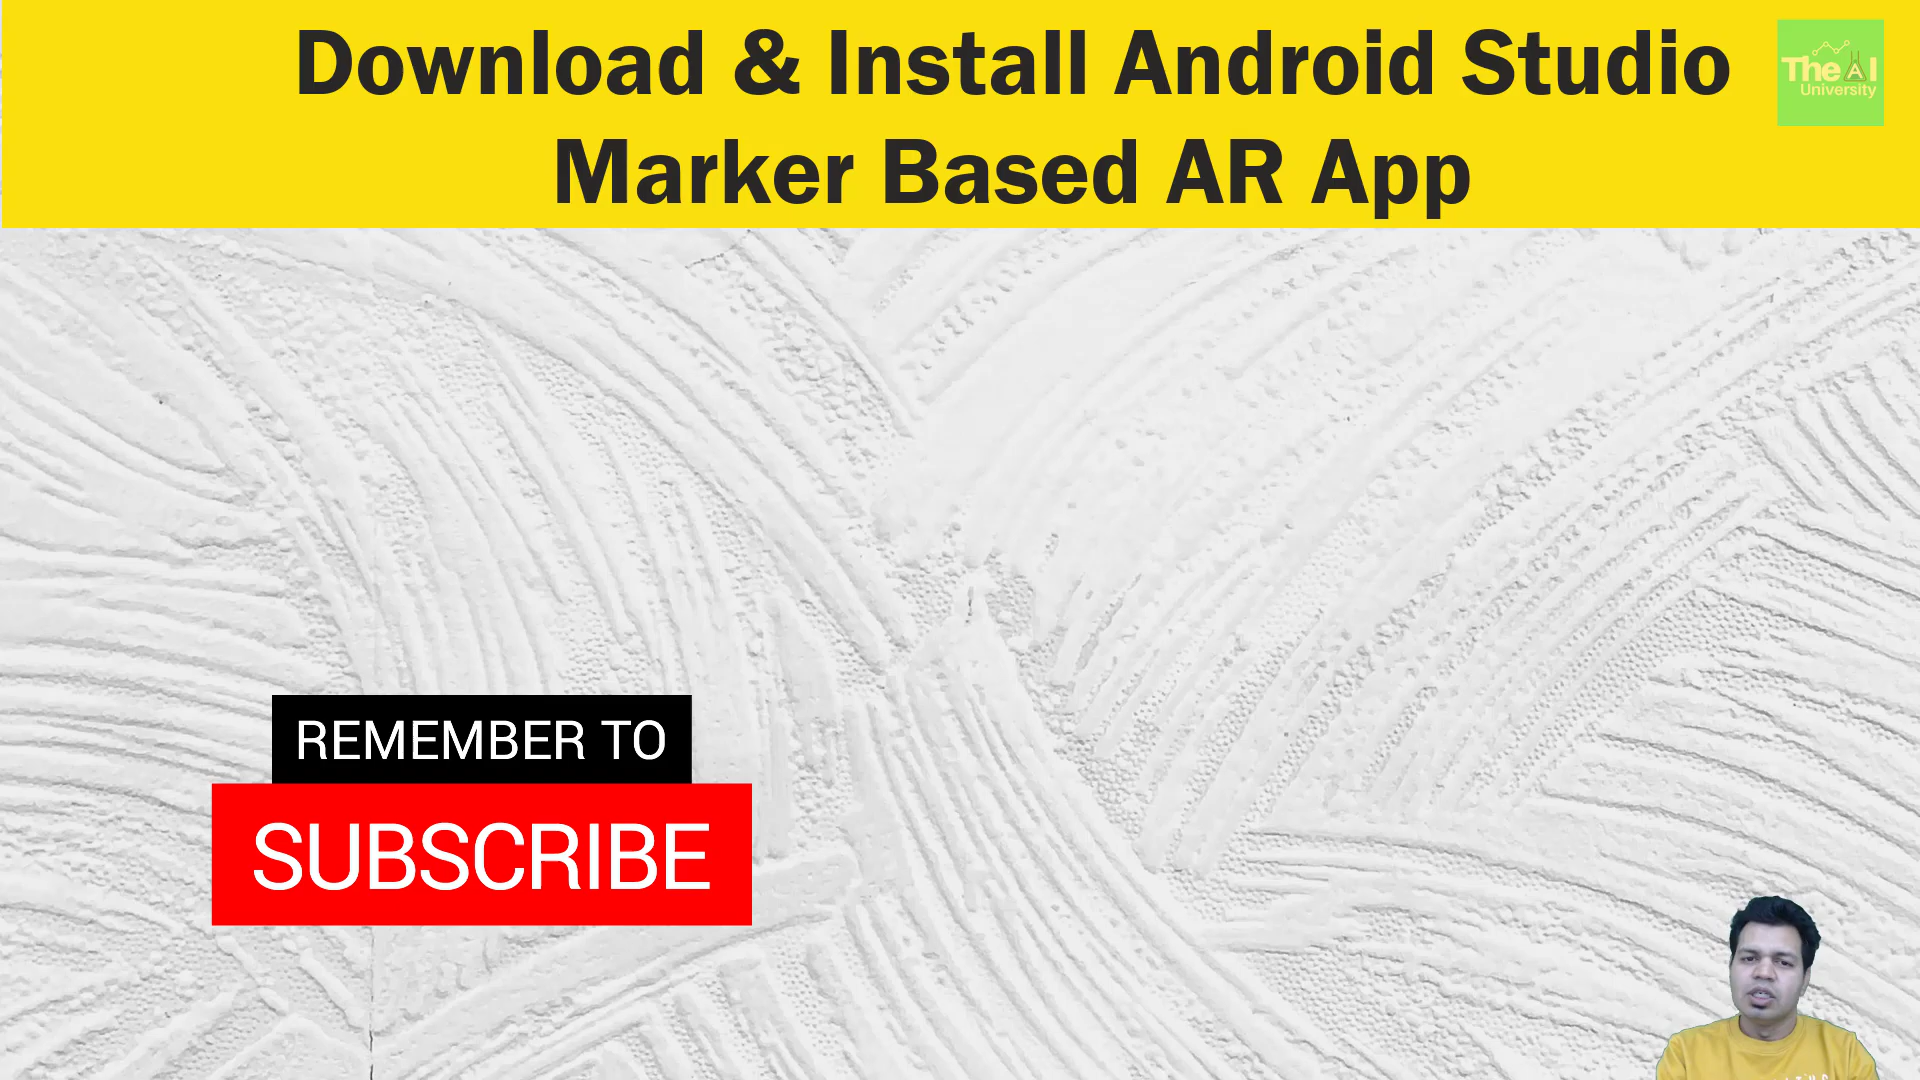 Download & Install Android Studio
Marker Based AR App
The AI
University
REMEMBER TO
SUBSCRIBE